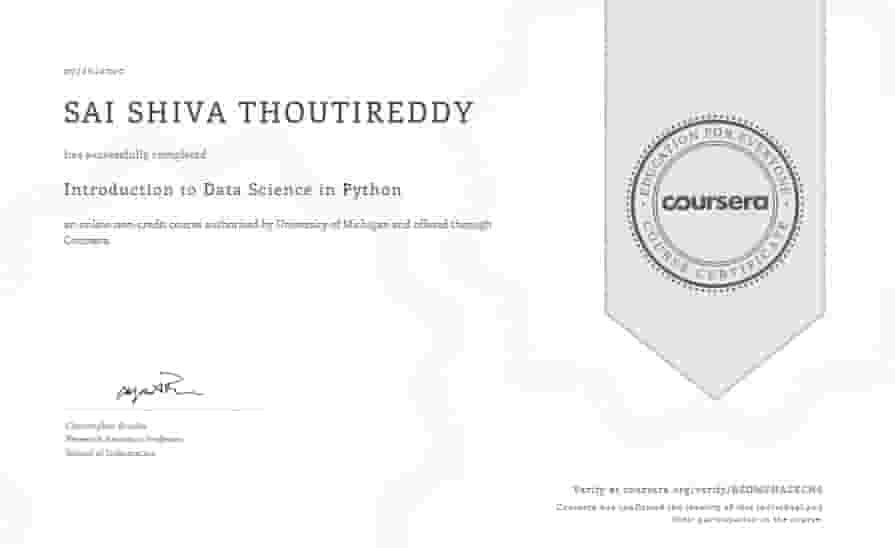 SAI SHIVA THOUTIREDDY
has successfully completed
Introduction to Data Science in Python
an online non-credit course authorized by University of Michigan and offered through
Coursera
EDUCATION FOR EVERYONE
coursera
COURSE CERTIFICATE
Christopher Brooks
Research Assistant Professor
School of Information
Verify at coursera.org/verify/
Coursera has confirmed the identity of this individual and
their participation in the course.